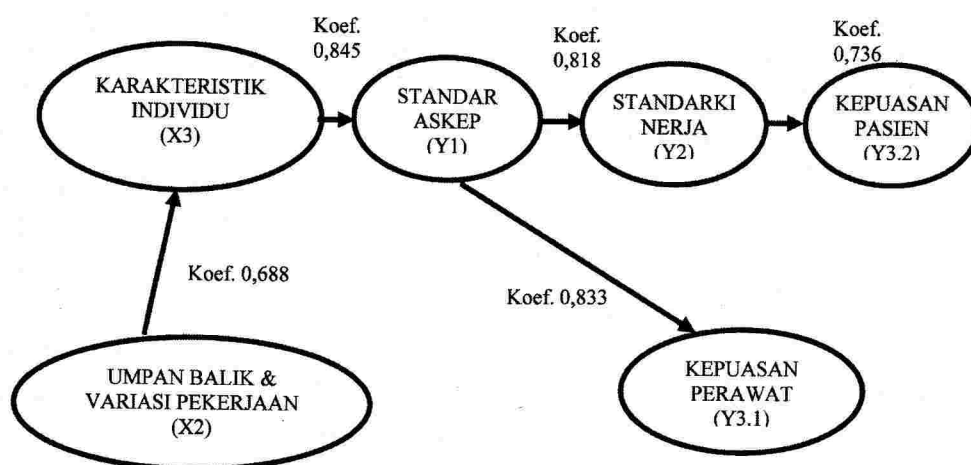 Koef.
0,845
Koef.
0,818
Koef.
0,736
KARAKTERISTIK
INDIVIDU
(X3)
STANDAR
ASKEP
(Y1)
STANDARKI
NERJA
(Y2)
KEPUASAN
PASIEN
(Y3.2)
Koef. 0,688
Koef. 0,833
UMPAN BALIK &
VARIASI PEKERJAAN
(X2)
KEPUASAN
PERAWAT
(Y3.1)